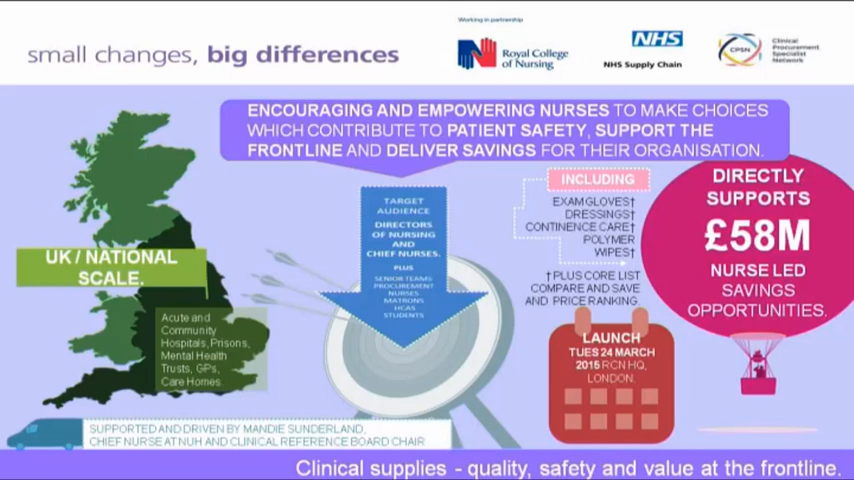 Working in partnership
small changes, big differences
Royal College
of Nursing
NHS
NHS Supply Chain
CPSN
Clinical
Procurement
Specialist
Network
ENCOURAGING AND EMPOWERING NURSES TO MAKE CHOICES
WHICH CONTRIBUTE TO PATIENT SAFETY, SUPPORT THE
FRONTLINE AND DELIVER SAVINGS FOR THEIR ORGANISATION.
UK / NATIONAL
SCALE.
Acute and
Community
Hospitals, Prisons,
Mental Health
Trusts, GPs,
Care Homes.
TARGET
AUDIENCE
DIRECTORS
OF NURSING
AND
CHIEF NURSES.
PLUS
SENIOR TEAMS
PROCUREMENT
NURSES
MATRONS
HCAS
STUDENTS
INCLUDING
EXAM GLOVES†
DRESSINGS†
CONTINENCE CARE†
POLYMER
WIPES†
†PLUS CORE LIST
COMPARE AND SAVE
AND PRICE RANKING.
LAUNCH
TUES 24 MARCH
2015 RCN HQ,
LONDON.
DIRECTLY
SUPPORTS
£58M
NURSE LED
SAVINGS
OPPORTUNITIES.
SUPPORTED AND DRIVEN BY MANDIE SUNDERLAND,
CHIEF NURSE AT NUH AND CLINICAL REFERENCE BOARD CHAIR
Clinical supplies - quality, safety and value at the frontline.